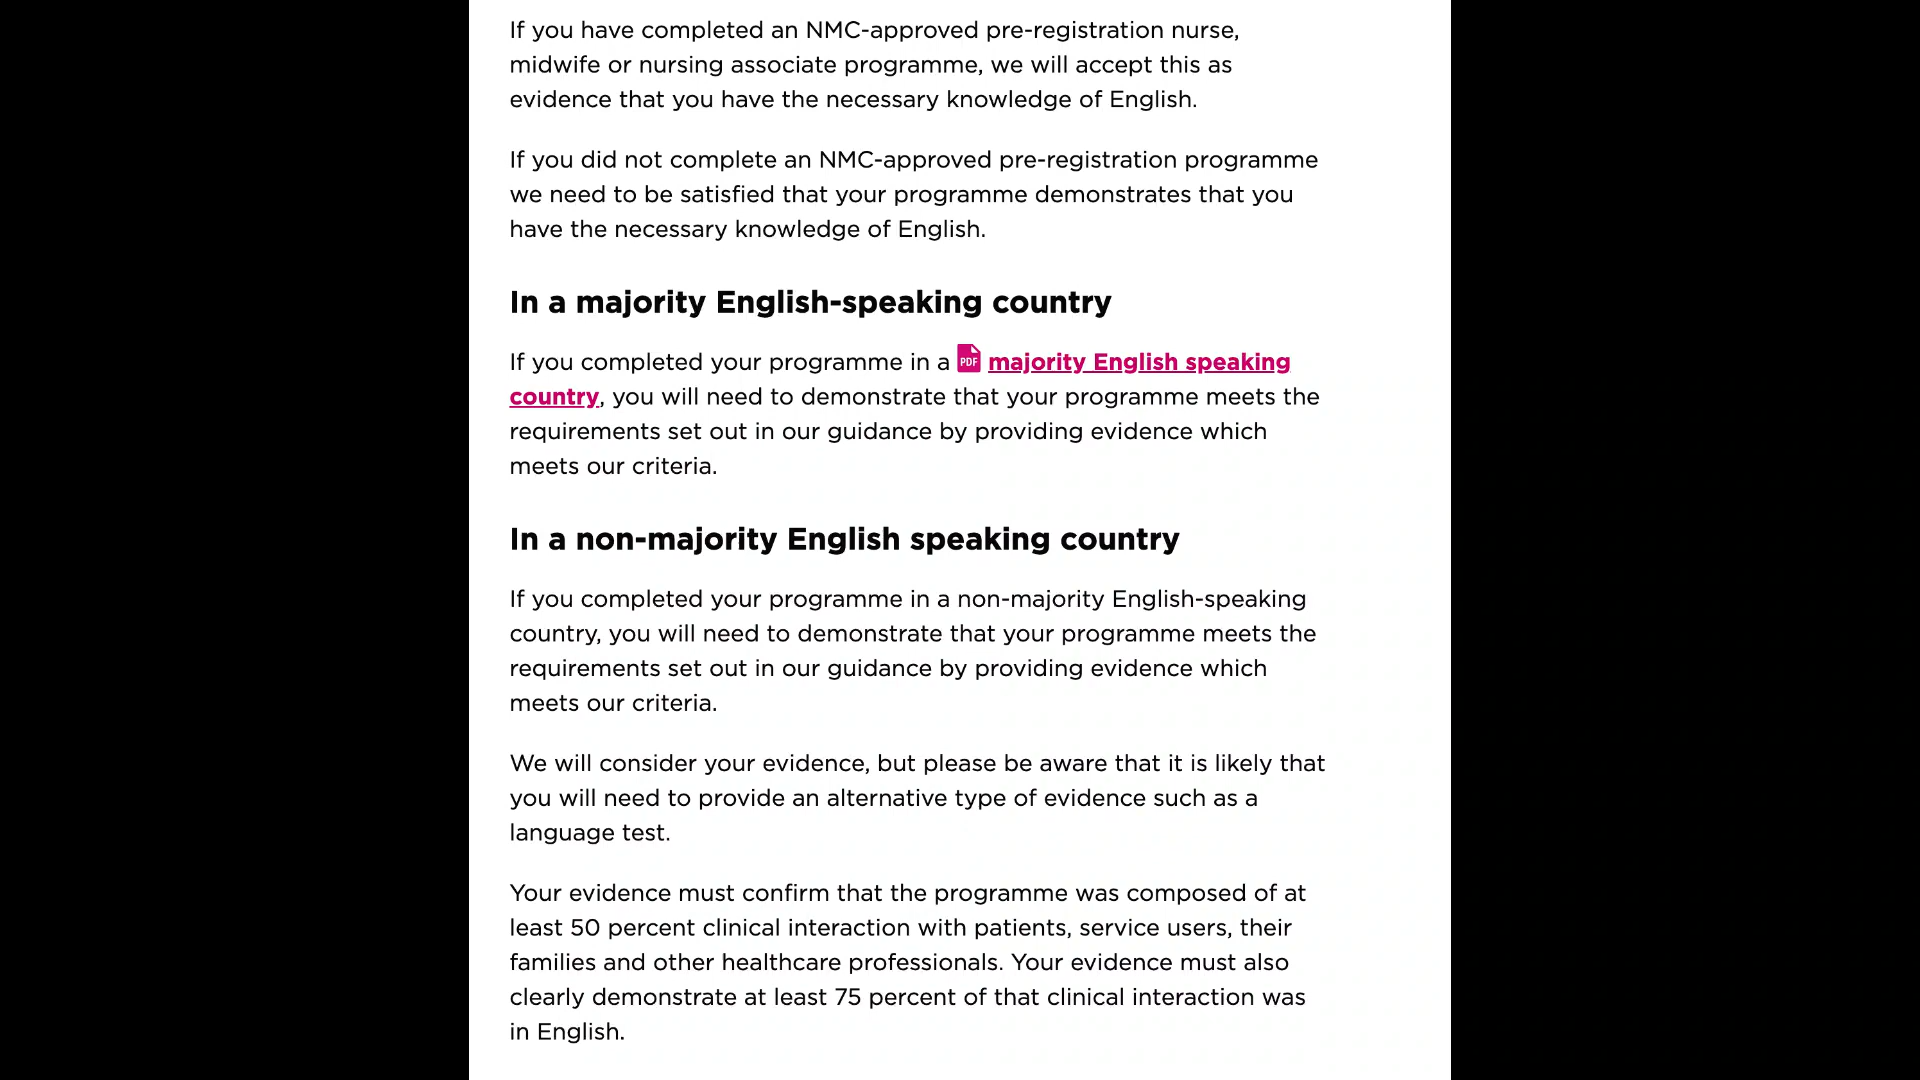 If you have completed an NMC-approved pre-registration nurse,
midwife or nursing associate programme, we will accept this as
evidence that you have the necessary knowledge of English.
If you did not complete an NMC-approved pre-registration programme
we need to be satisfied that your programme demonstrates that you
have the necessary knowledge of English.
In a majority English-speaking country
If you completed your programme in a PDF majority English speaking
country, you will need to demonstrate that your programme meets the
requirements set out in our guidance by providing evidence which
meets our criteria.
In a non-majority English speaking country
If you completed your programme in a non-majority English-speaking
country, you will need to demonstrate that your programme meets the
requirements set out in our guidance by providing evidence which
meets our criteria.
We will consider your evidence, but please be aware that it is likely that
you will need to provide an alternative type of evidence such as a
language test.
Your evidence must confirm that the programme was composed of at
least 50 percent clinical interaction with patients, service users, their
families and other healthcare professionals. Your evidence must also
clearly demonstrate at least 75 percent of that clinical interaction was
in English.